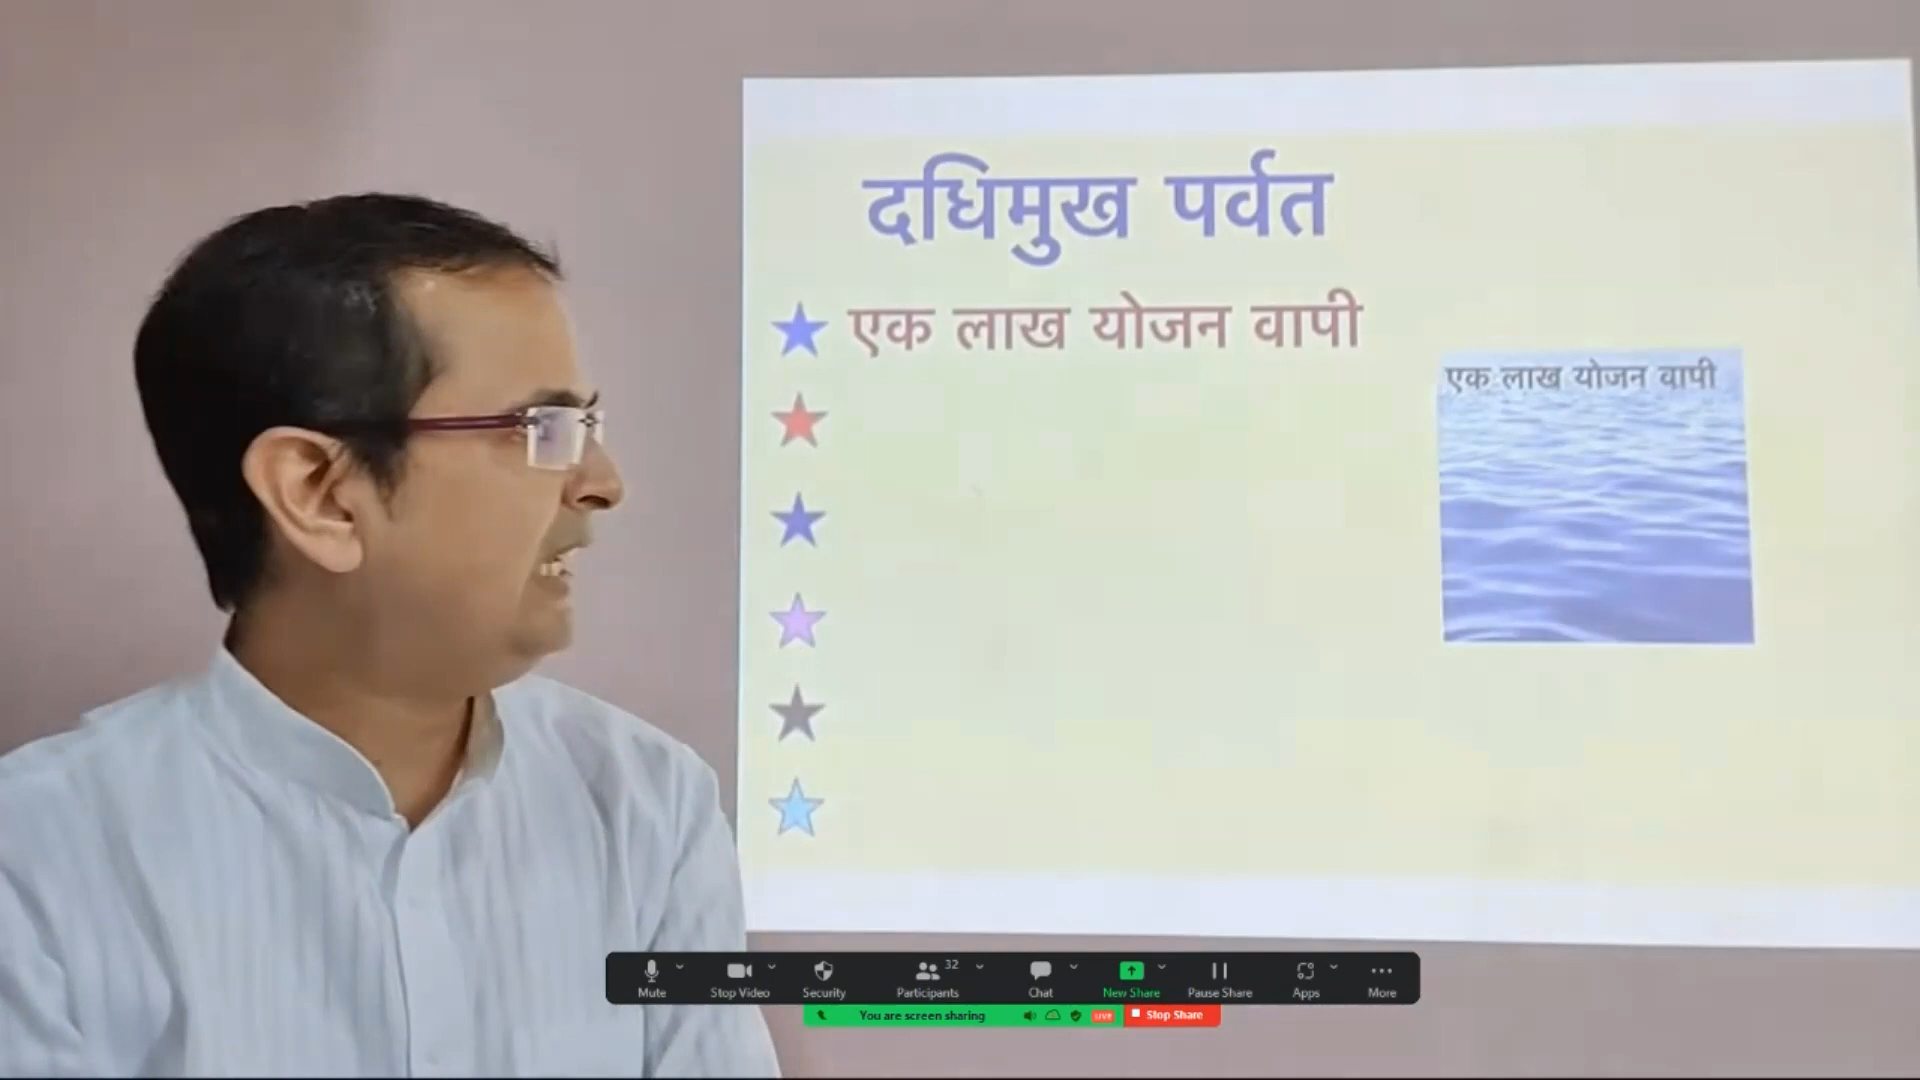 दधिमुख पर्वत
एक लाख योजन वापी
एक लाख योजन वापी
Mute
Stop Video
Security
32
Participants
Chat
New Share
Pause Share
Apps
More
You are screen sharing
LIVE
Stop Share